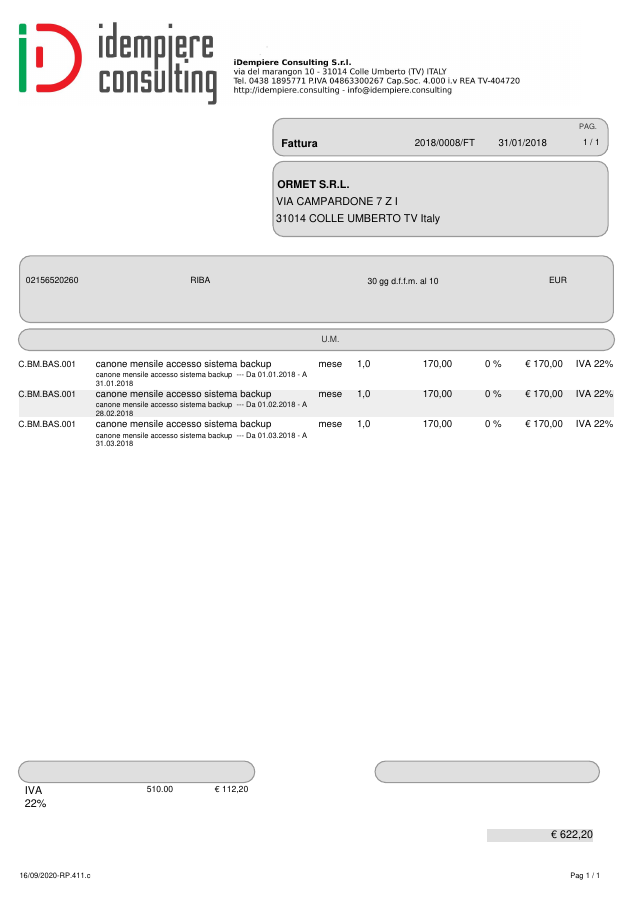 idempiere
consulting
iDempiere Consulting S.r.l.
via del marangon 10 - 31014 Colle Umberto (TV) ITALY
Tel. 0438 1895771 P.IVA 04863300267 Cap.Soc. 4.000 i.v REA TV-404720
http://idempiere.consulting - info@idempiere.consulting
PAG.
Fattura 2018/0008/FT 31/01/2018 1 / 1
ORMET S.R.L.
VIA CAMPARDONE 7 Z I
31014 COLLE UMBERTO TV Italy
02156520260 RIBA 30 gg d.f.f.m. al 10 EUR
U.M.
C.BM.BAS.001 canone mensile accesso sistema backup mese 1,0 170,00 0 % € 170,00 IVA 22%
canone mensile accesso sistema backup --- Da 01.01.2018 - A
31.01.2018
C.BM.BAS.001 canone mensile accesso sistema backup mese 1,0 170,00 0 % € 170,00 IVA 22%
canone mensile accesso sistema backup --- Da 01.02.2018 - A
28.02.2018
C.BM.BAS.001 canone mensile accesso sistema backup mese 1,0 170,00 0 % € 170,00 IVA 22%
canone mensile accesso sistema backup --- Da 01.03.2018 - A
31.03.2018
IVA 510.00 € 112,20
22%
€ 622,20
16/09/2020-RP.411.c Pag 1 / 1